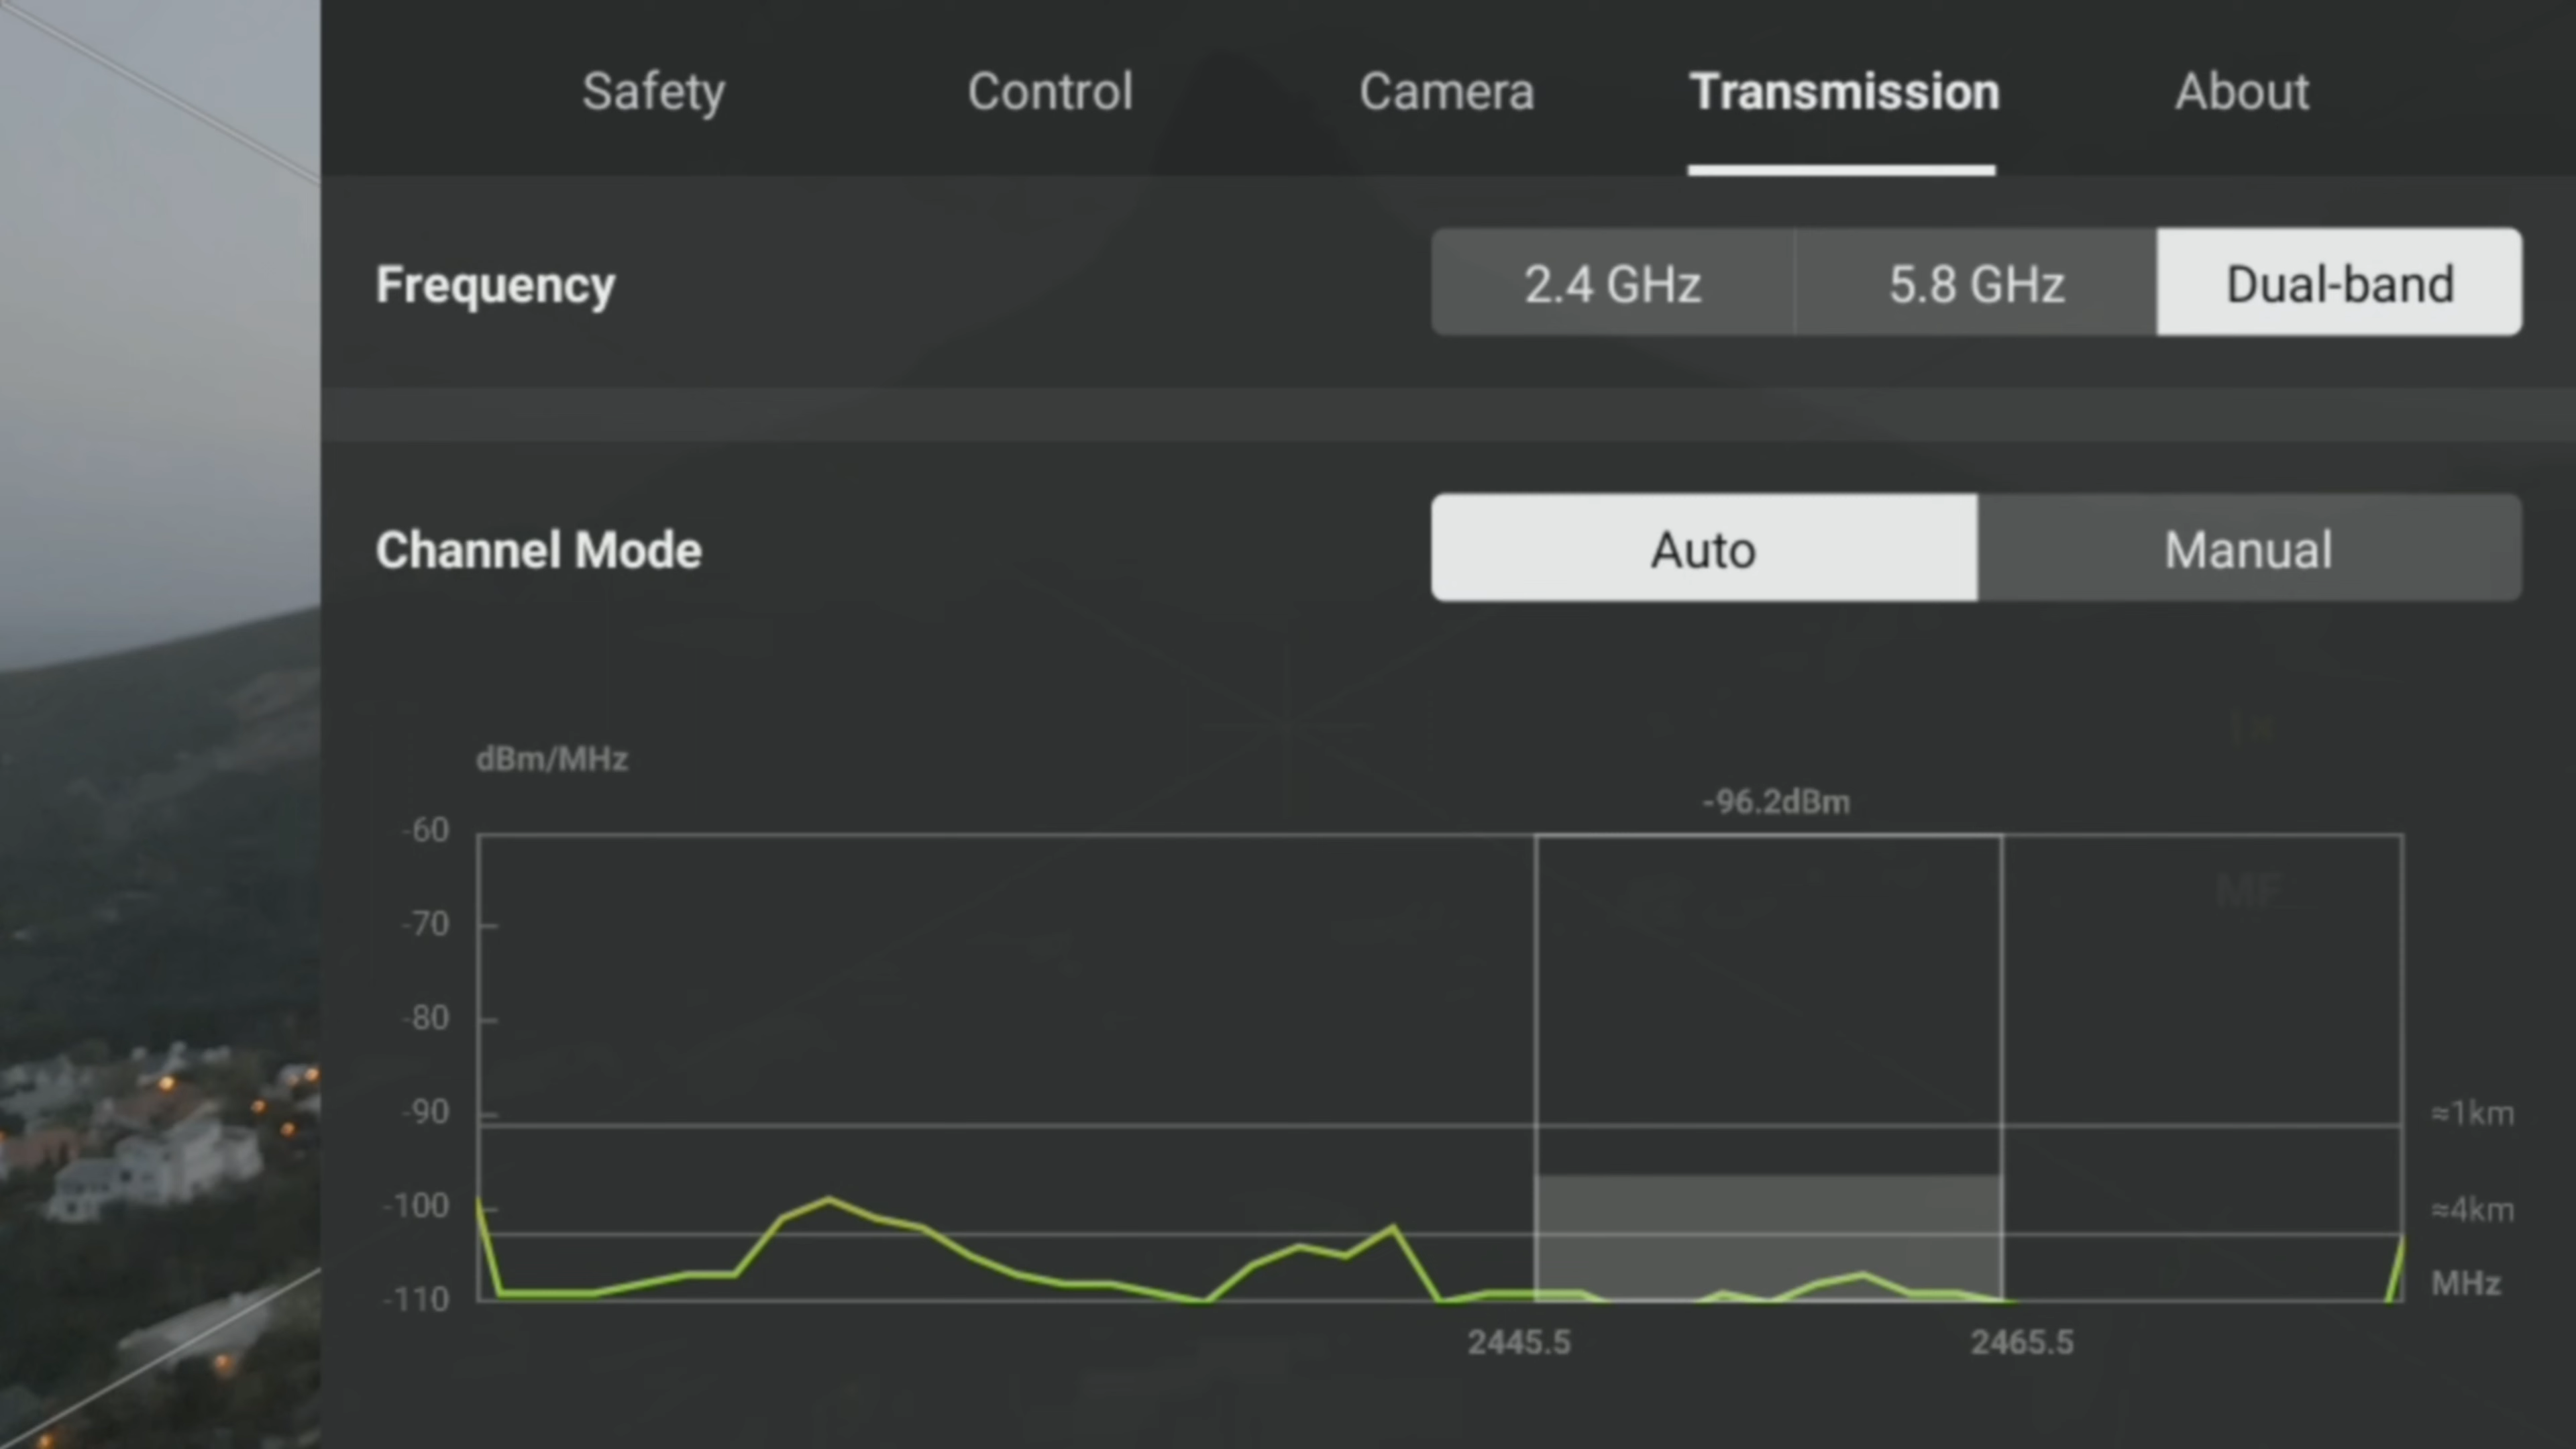 Safety Control Camera Transmission About
Frequency 2.4 GHz 5.8 GHz Dual-band
Channel Mode Auto Manual
dBm/MHz
-96.2dBm
-60
-70
-80
-90 ≈1km
-100 ≈4km
-110 MHz
2445.5 2465.5